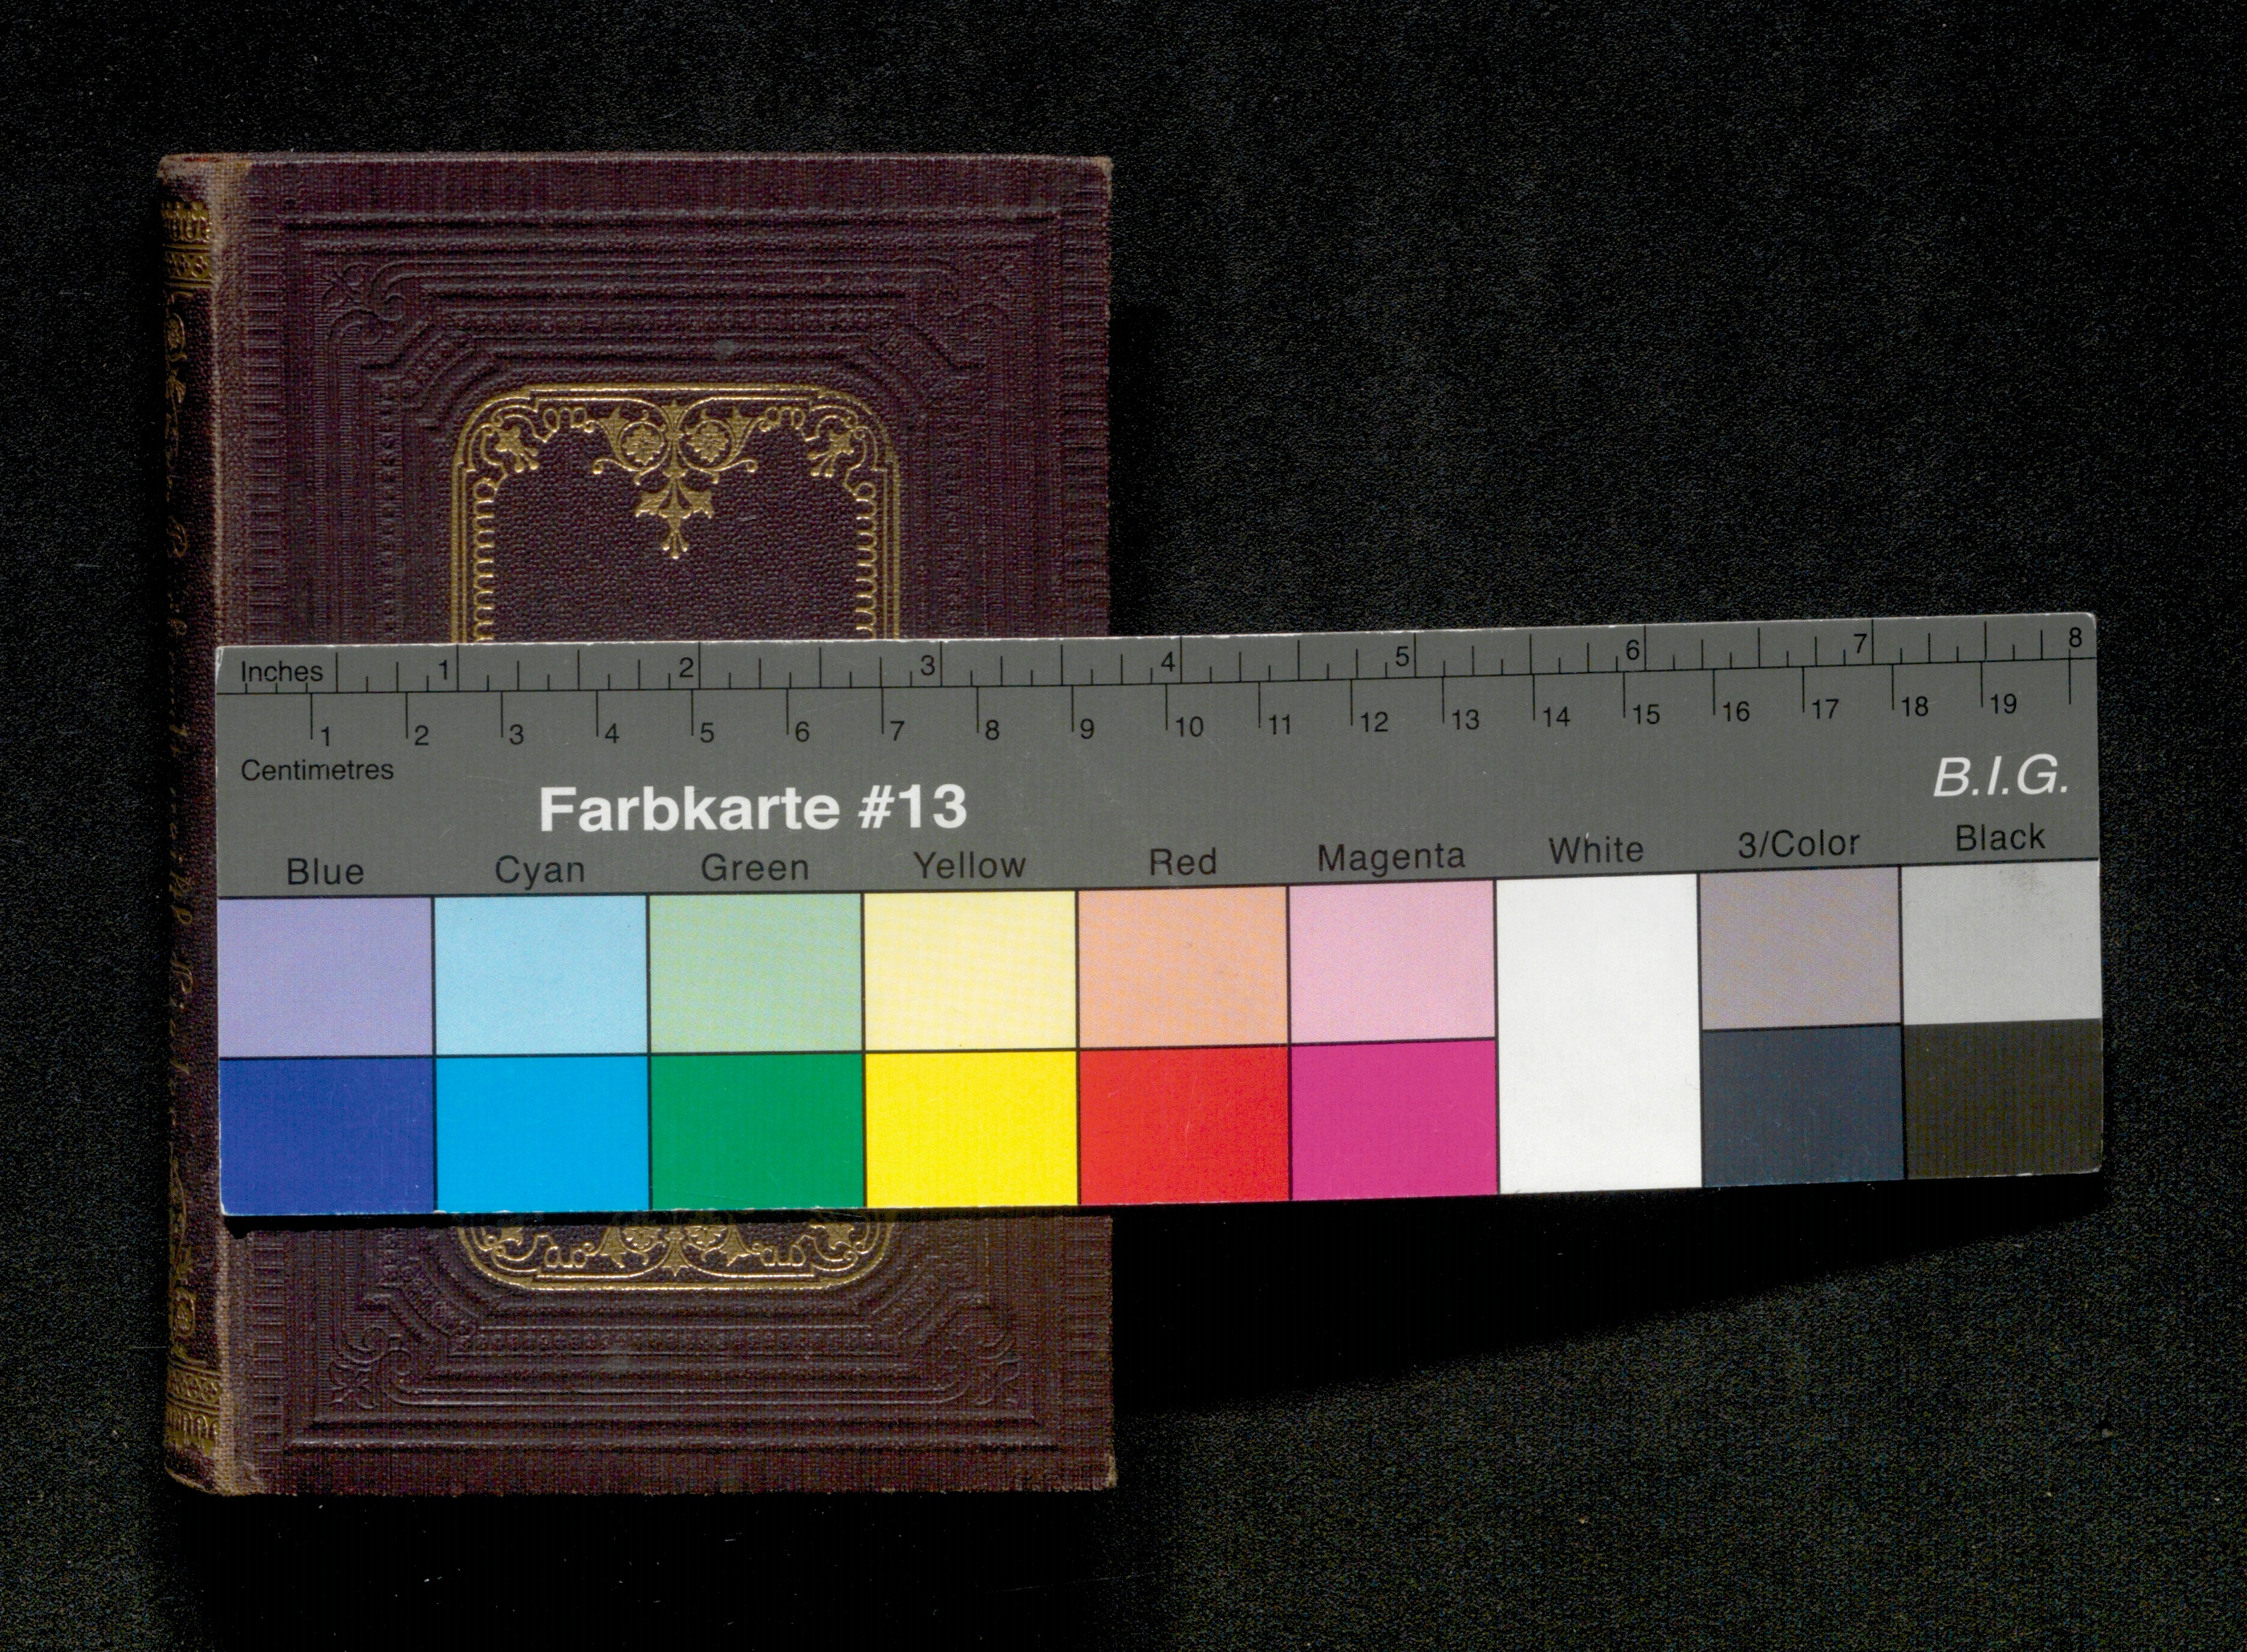 Inches 1 2 3 4 5 6 7 8
1 2 3 4 5 6 7 8 9 10 11 12 13 14 15 16 17 18 19
Centimetres
B.I.G.
Farbkarte #13
Blue Cyan Green Yellow Red Magenta White 3/Color Black